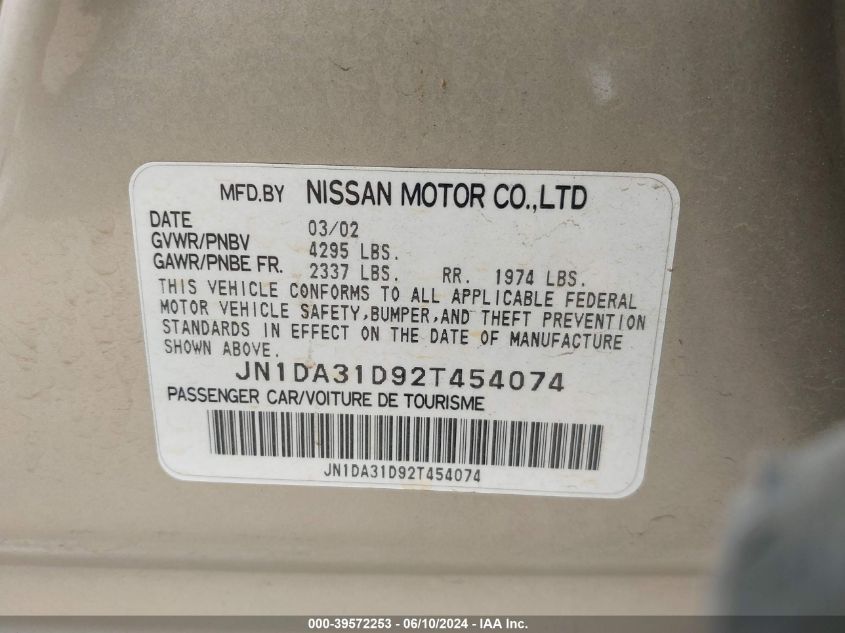 MFD.BY NISSAN MOTOR CO.,LTD
DATE 03/02
GVWR/PNBV 4295 LBS.
GAWR/PNBE FR. 2337 LBS. RR. 1974 LBS.
THIS VEHICLE CONFORMS TO ALL APPLICABLE FEDERAL
MOTOR VEHICLE SAFETY,BUMPER,AND THEFT PREVENTION
STANDARDS IN EFFECT ON THE DATE OF MANUFACTURE
SHOWN ABOVE.
JN1DA31D92T454074
PASSENGER CAR/VOITURE DE TOURISME
JN1DA31D92T454074
000-39572253 - 06/10/2024 - IAA Inc.